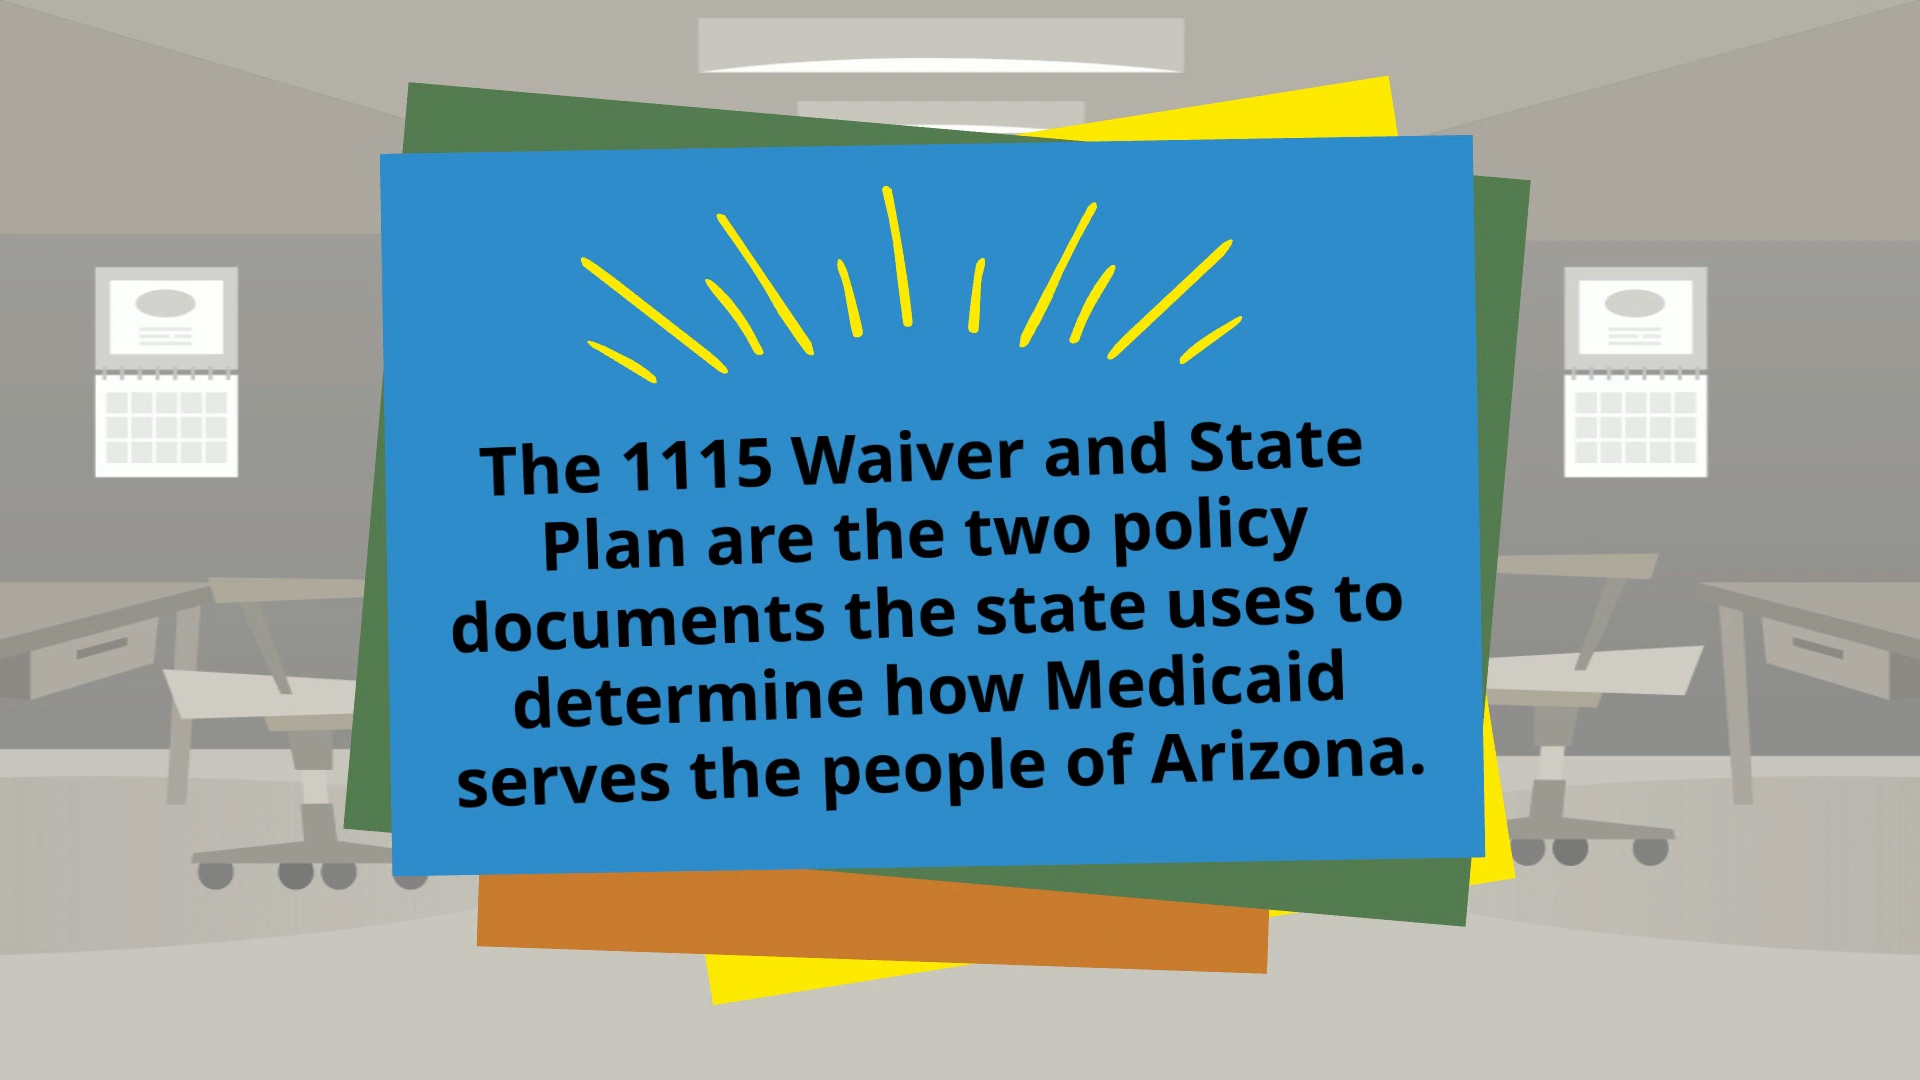 The 1115 Waiver and State
Plan are the two policy
documents the state uses to
determine how Medicaid
serves the people of Arizona.